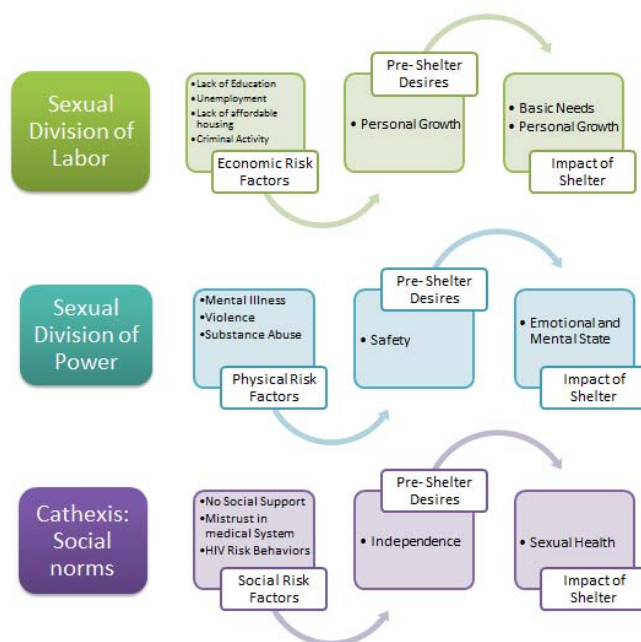 Sexual
Division of
Labor
•Lack of Education
•Unemployment
•Lack of affordable
housing
•Criminal Activity
Economic Risk
Factors
Pre- Shelter
Desires
• Personal Growth
• Basic Needs
• Personal Growth
Impact of
Shelter
Sexual
Division of
Power
•Mental Illness
•Violence
•Substance Abuse
Physical Risk
Factors
Pre- Shelter
Desires
• Safety
• Emotional and
Mental State
Impact of
Shelter
Cathexis:
Social
norms
•No Social Support
•Mistrust in
medical System
•HIV Risk Behaviors
Social Risk
Factors
Pre- Shelter
Desires
• Independence
• Sexual Health
Impact of
Shelter